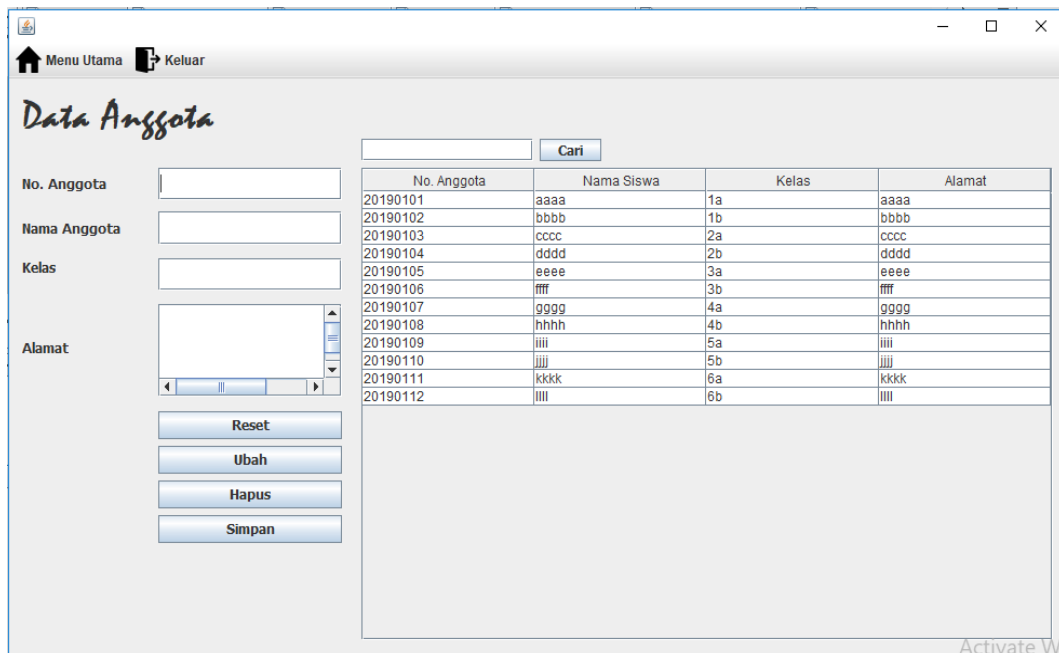 Menu Utama Keluar
Data Anggota
Cari
No. Anggota
Nama Anggota
Kelas
Alamat
Reset
Ubah
Hapus
Simpan
No. Anggota Nama Siswa Kelas Alamat
20190101 aaaa 1a aaaa
20190102 bbbb 1b bbbb
20190103 cccc 2a cccc
20190104 dddd 2b dddd
20190105 eeee 3a eeee
20190106 ffff 3b ffff
20190107 gggg 4a gggg
20190108 hhhh 4b hhhh
20190109 iiii 5a iiii
20190110 jjjj 5b jjjj
20190111 kkkk 6a kkkk
20190112 llll 6b llll
Activate W